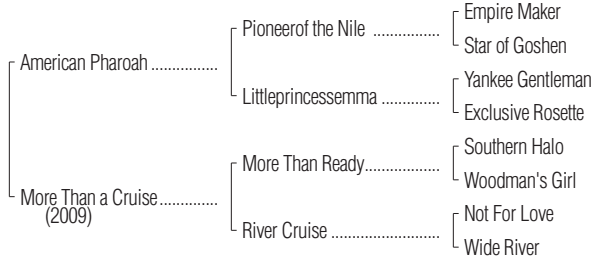 Empire Maker
Pioneerof the Nile ................
Star of Goshen
American Pharoah ................
Yankee Gentleman
Littleprincessemma ..............
Exclusive Rosette
Southern Halo
More Than Ready..................
Woodman's Girl
More Than a Cruise..............
(2009)
Not For Love
River Cruise ..........................
Wide River